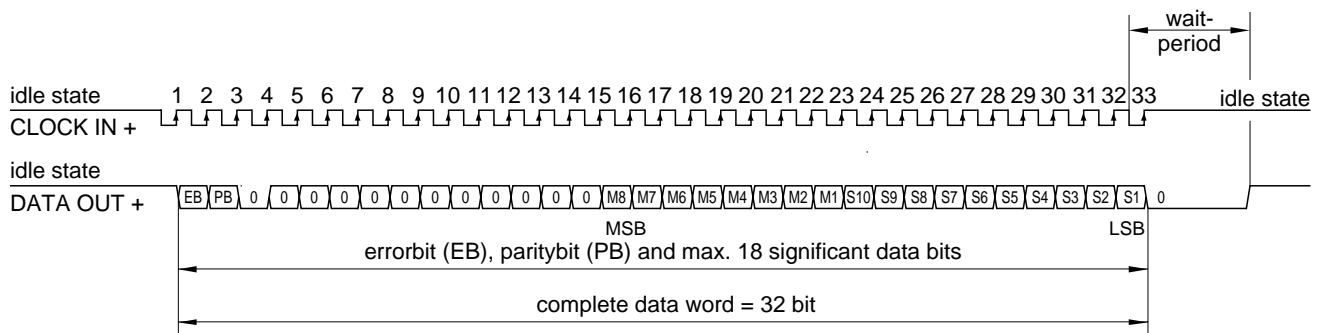 wait-
period
idle state 1 2 3 4 5 6 7 8 9 10 11 12 13 14 15 16 17 18 19 20 21 22 23 24 25 26 27 28 29 30 31 32 33 idle state
CLOCK IN +
idle state
DATA OUT + EB PB 0 0 0 0 0 0 0 0 0 0 0 0 M8 M7 M6 M5 M4 M3 M2 M1 S10 S9 S8 S7 S6 S5 S4 S3 S2 S1 0
MSB LSB
errorbit (EB), paritybit (PB) and max. 18 significant data bits
complete data word = 32 bit